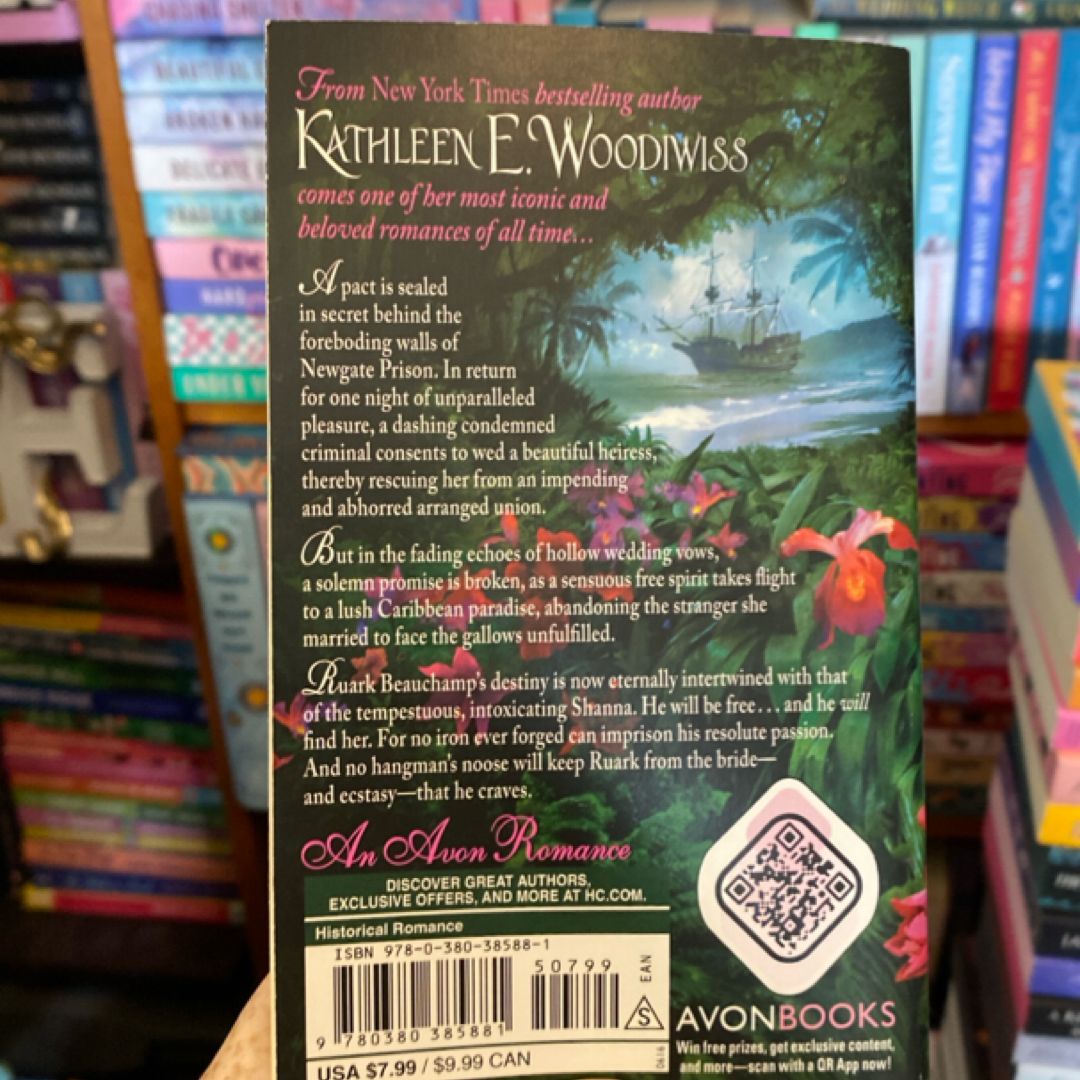 From New York Times bestselling author
KATHLEEN E. WOODIWISS
comes one of her most iconic and
beloved romances of all time...
A pact is sealed
in secret behind the
foreboding walls of
Newgate Prison. In return
for one night of unparalleled
pleasure, a dashing condemned
criminal consents to wed a beautiful heiress,
thereby rescuing her from an impending
and abhorred arranged union.
But in the fading echoes of hollow wedding vows,
a solemn promise is broken, as a sensuous free spirit takes flight
to a lush Caribbean paradise, abandoning the stranger she
married to face the gallows unfulfilled.
Ruark Beauchamp's destiny is now eternally intertwined with that
of the tempestuous, intoxicating Shanna. He will be free... and he will
find her. For no iron ever forged can imprison his resolute passion.
And no hangman's noose will keep Ruark from the bride—
and ecstasy—that he craves.
An Avon Romance
DISCOVER GREAT AUTHORS,
EXCLUSIVE OFFERS, AND MORE AT HC.COM.
Historical Romance
ISBN 978-0-380-38588-1
50799
EAN
S
9 780380 385881
0616
USA $7.99 / $9.99 CAN
AVONBOOKS
Win free prizes, get exclusive content,
and more—scan with a QR App now!